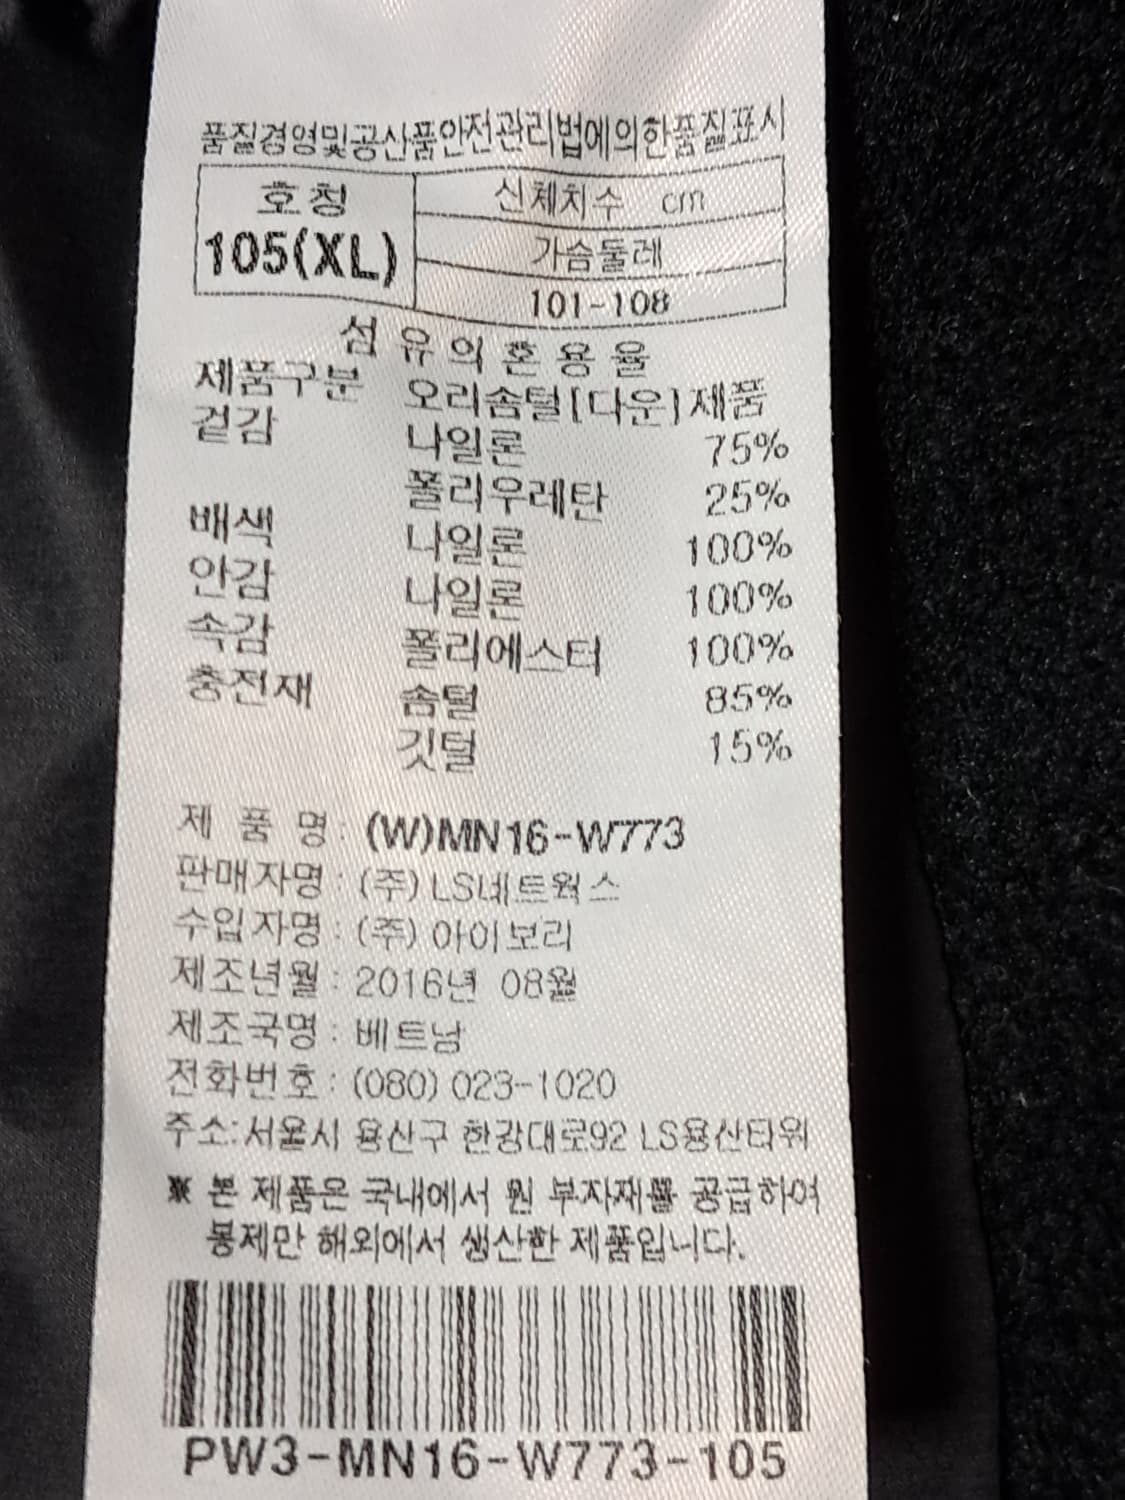 품질경영및공산품안전관리법에의한품질표시
호칭 신체치수 cm
105(XL) 가슴둘레
101-108
섬유의혼용율
제품구분 오리솜털[다운]제품
겉감 나일론 75%
폴리우레탄 25%
배색 나일론 100%
안감 나일론 100%
속감 폴리에스터 100%
충전재 솜털 85%
깃털 15%
제품명: (W)MN16-W773
판매자명: (주)LS네트웍스
수입자명: (주)아이보리
제조년월: 2016년 08월
제조국명: 베트남
전화번호: (080) 023-1020
주소:서울시 용산구 한강대로92 LS용산타워
※ 본 제품은 국내에서 원 부자재를 공급하여
봉제만 해외에서 생산한 제품입니다.
PW3-MN16-W773-105